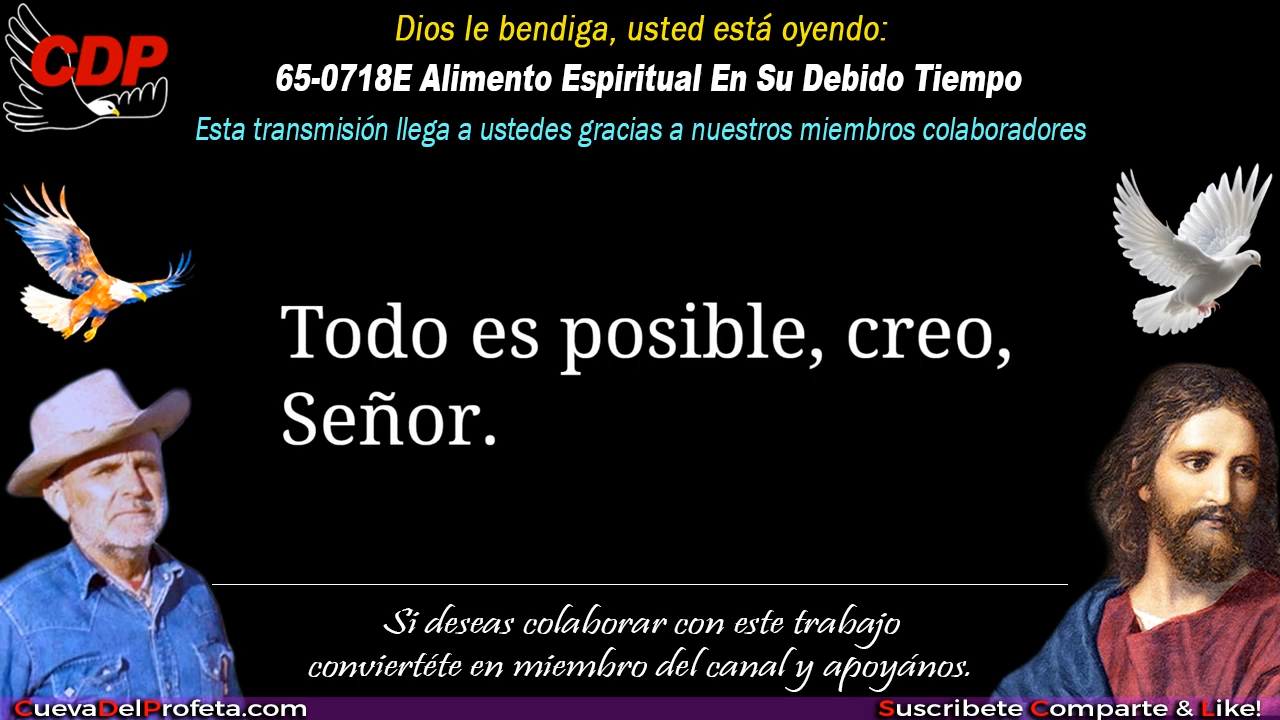 CDP
Dios le bendiga, usted está oyendo:
65-0718E Alimento Espiritual En Su Debido Tiempo
Esta transmisión llega a ustedes gracias a nuestros miembros colaboradores
Todo es posible, creo,
Señor.
Si deseas colaborar con este trabajo
conviertéte en miembro del canal y apoyános.
CuevaDelProfeta.com
Suscribete Comparte & Like!